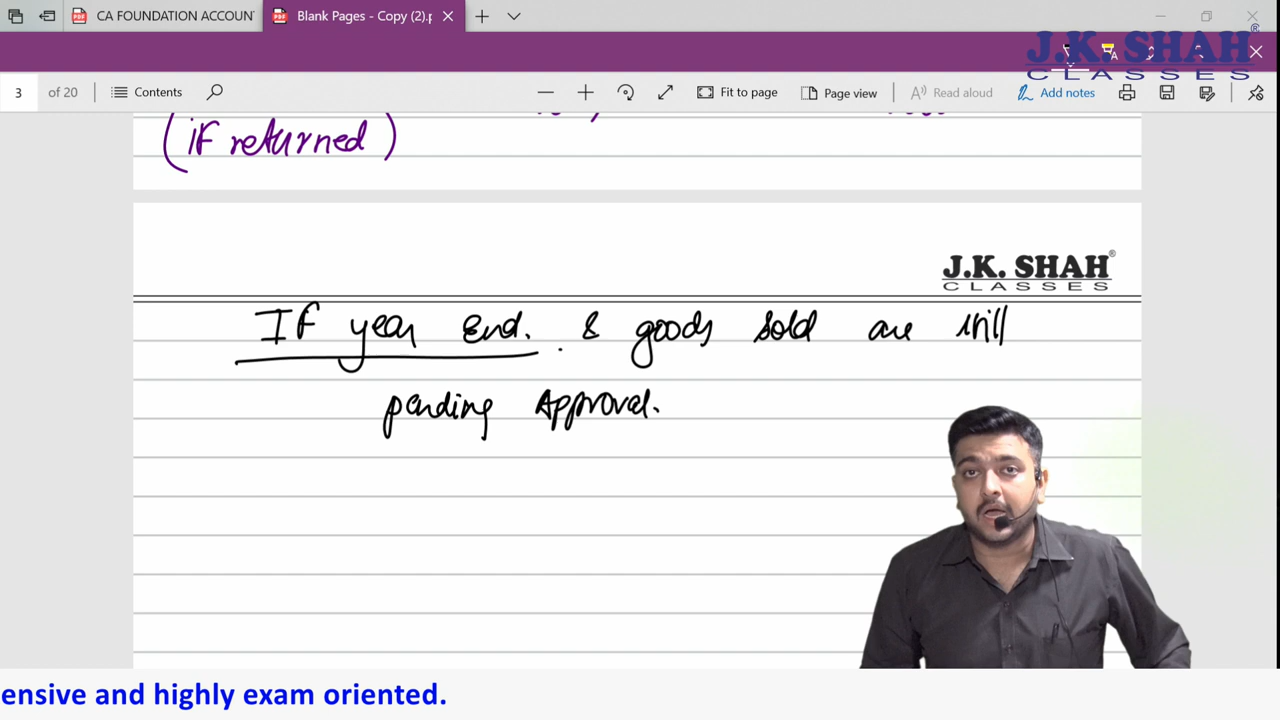 CA FOUNDATION ACCOUN
Blank Pages - Copy (2).p
J.K. SHAH®
CLASSES
3 of 20
Contents
Fit to page
Page view
Read aloud
Add notes
(if returned)
J.K. SHAH®
CLASSES
If year End. & goods sold are still
pending Approval.
ensive and highly exam oriented.